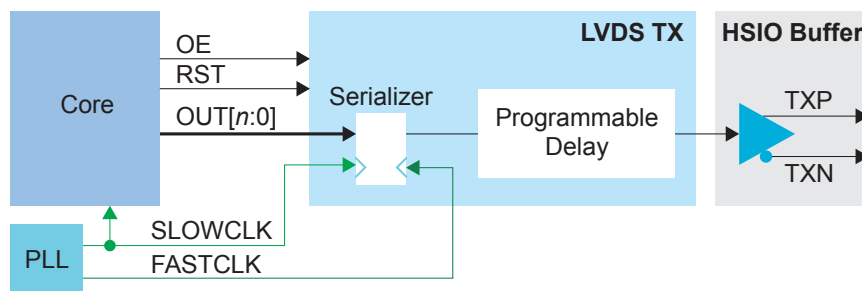 LVDS TX
HSIO Buffer
OE
RST
Core
Serializer
OUT[n:0]
Programmable
Delay
TXP
TXN
SLOWCLK
PLL
FASTCLK